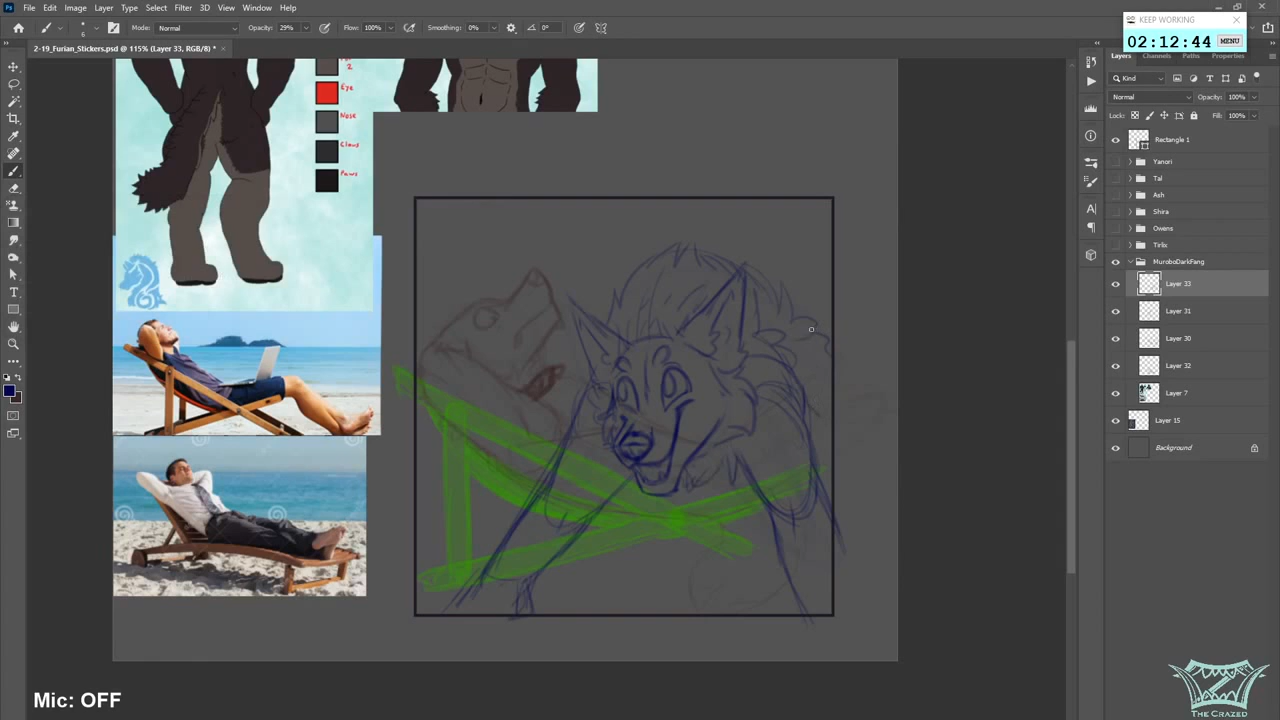 File Edit Image Layer Type Select Filter 3D View Window Help
KEEP WORKING
02:12:44 MENU
Mode: Normal Opacity: 29% Flow: 100% Smoothing: 0% 0°
6
2-19_Furian_Stickers.psd @ 115% (Layer 33, RGB/8) *
Layers Channels Paths Properties
Kind
Normal Opacity: 100%
Lock: Fill: 100%
Rectangle 1
Yanori
Tal
Ash
Shira
Owens
Tirlix
MuroboDarkFang
Layer 33
Layer 31
Layer 30
Layer 32
Layer 7
Layer 15
Background
2
Eye
Nose
Claws
Paws
Mic: OFF
THE CRAZED